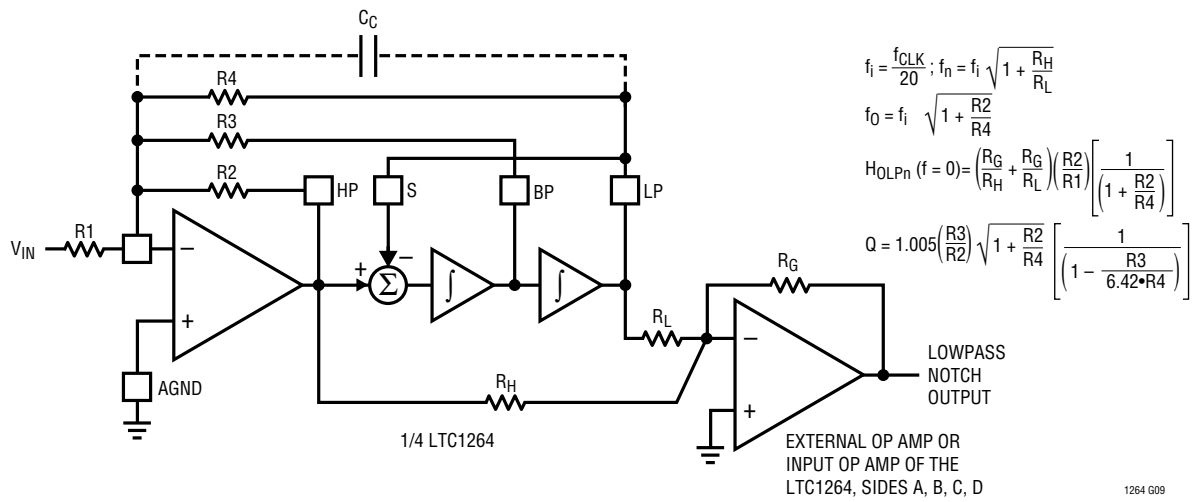 C_C
R4
R3
R2
HP
S
BP
LP
R1
V_IN
−
+
AGND
+
−
Σ
∫
∫
R_G
R_L
R_H
−
+
1/4 LTC1264
LOWPASS
NOTCH
OUTPUT
EXTERNAL OP AMP OR
INPUT OP AMP OF THE
LTC1264, SIDES A, B, C, D
f_i = f_CLK/20 ; f_n = f_i √(1 + R_H/R_L)
f_O = f_i √(1 + R2/R4)
H_OLPn (f = 0) = (R_G/R_H + R_G/R_L)(R2/R1)[1/(1 + R2/R4)]
Q = 1.005(R3/R2) √(1 + R2/R4) [1/(1 − R3/6.42•R4)]
1264 G09